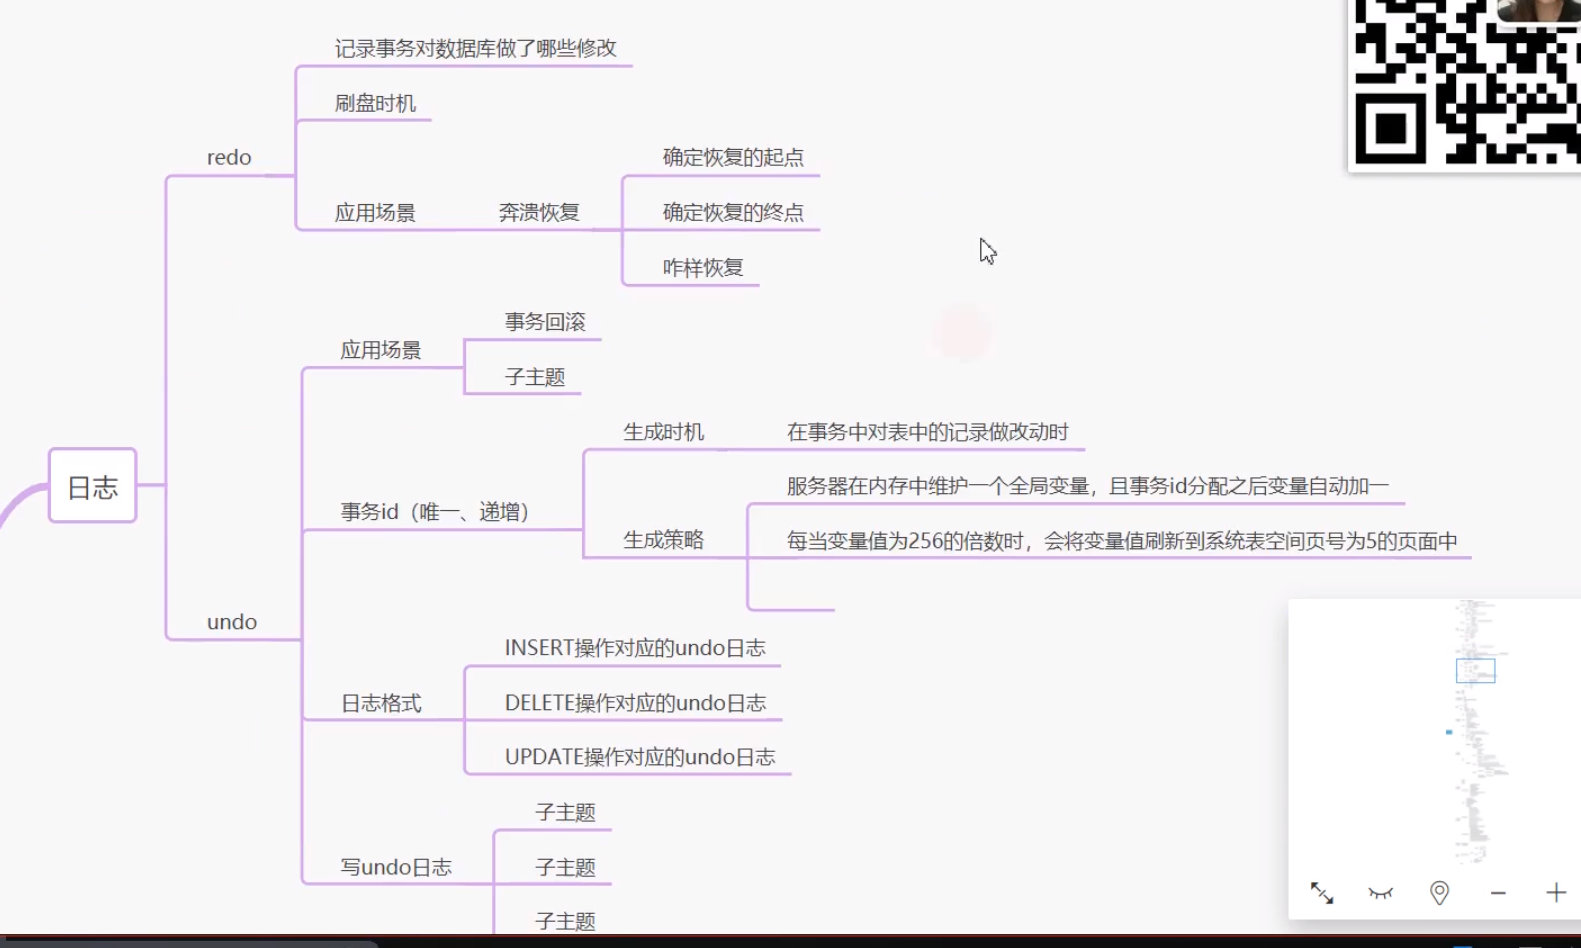 记录事务对数据库做了哪些修改
刷盘时机
redo
确定恢复的起点
应用场景
奔溃恢复
确定恢复的终点
咋样恢复
事务回滚
应用场景
子主题
生成时机
在事务中对表中的记录做改动时
日志
服务器在内存中维护一个全局变量，且事务id分配之后变量自动加一
事务id（唯一、递增）
生成策略
每当变量值为256的倍数时，会将变量值刷新到系统表空间页号为5的页面中
undo
INSERT操作对应的undo日志
日志格式
DELETE操作对应的undo日志
UPDATE操作对应的undo日志
子主题
写undo日志
子主题
子主题